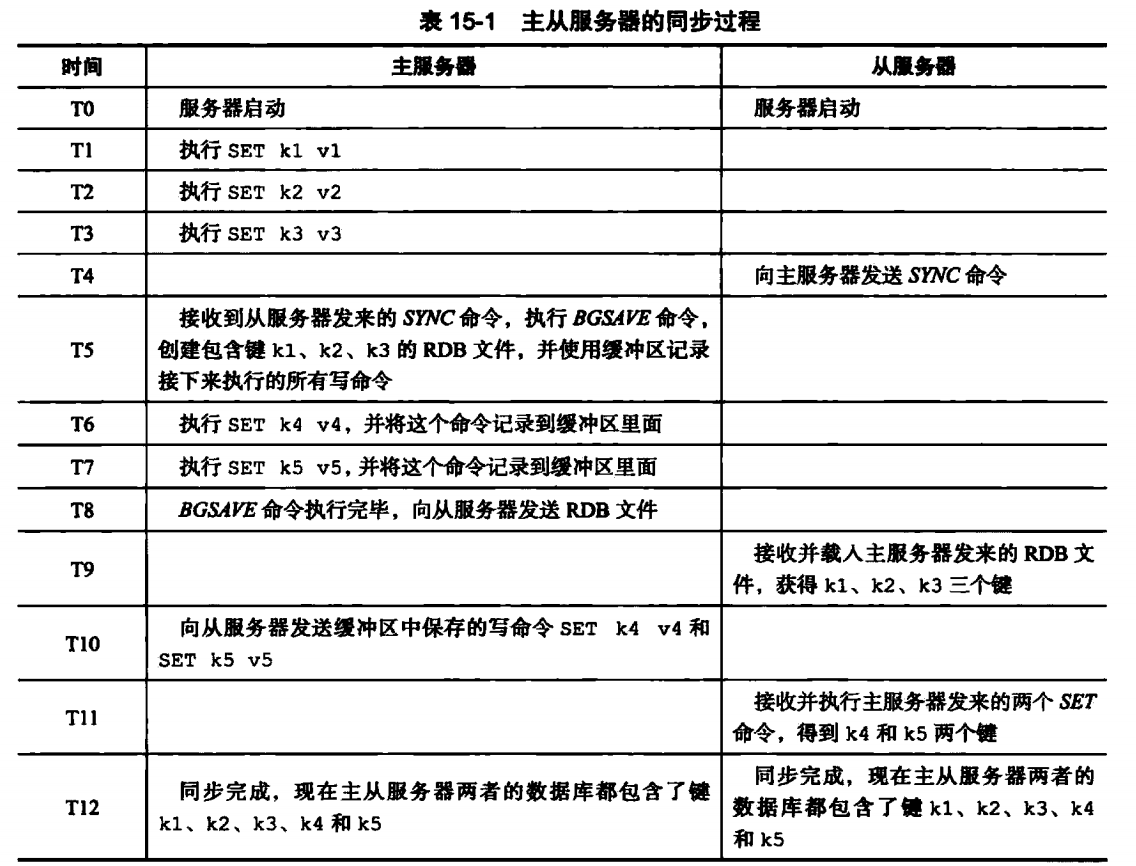 表 15-1 主从服务器的同步过程
时间 主服务器 从服务器
T0 服务器启动 服务器启动
T1 执行 SET k1 v1
T2 执行 SET k2 v2
T3 执行 SET k3 v3
T4 向主服务器发送 SYNC 命令
T5 接收到从服务器发来的 SYNC 命令，执行 BGSAVE 命令，
创建包含键 k1、k2、k3 的 RDB 文件，并使用缓冲区记录
接下来执行的所有写命令
T6 执行 SET k4 v4，并将这个命令记录到缓冲区里面
T7 执行 SET k5 v5，并将这个命令记录到缓冲区里面
T8 BGSAVE 命令执行完毕，向从服务器发送 RDB 文件
T9 接收并载入主服务器发来的 RDB 文
件，获得 k1、k2、k3 三个键
T10 向从服务器发送缓冲区中保存的写命令 SET k4 v4 和
SET k5 v5
T11 接收并执行主服务器发来的两个 SET
命令，得到 k4 和 k5 两个键
T12 同步完成，现在主从服务器两者的数据库都包含了键
k1、k2、k3、k4 和 k5
同步完成，现在主从服务器两者的
数据库都包含了键 k1、k2、k3、k4
和 k5